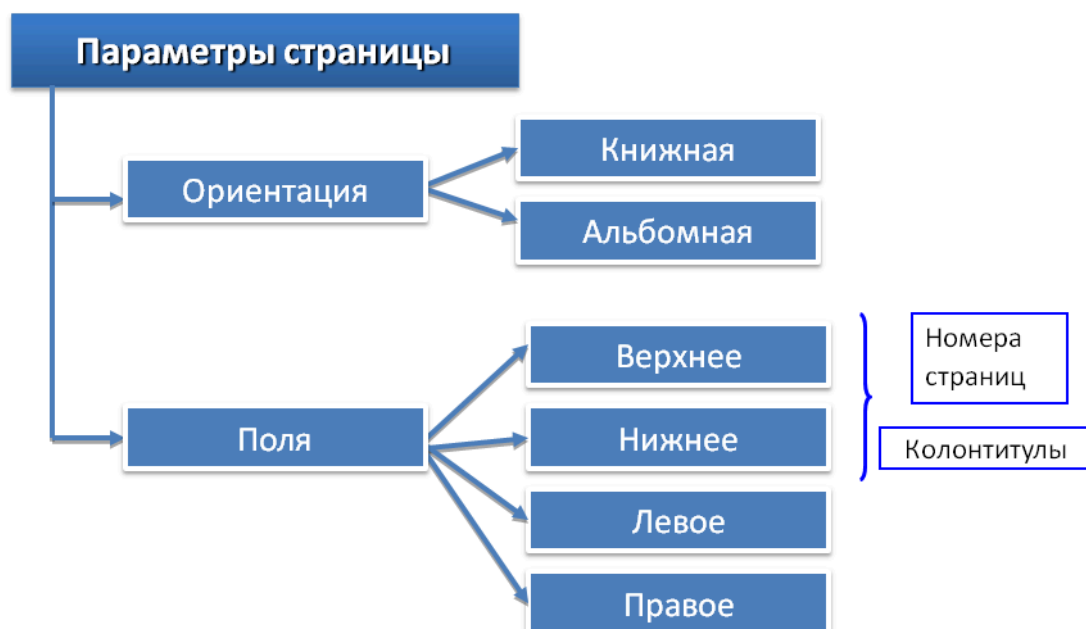 Параметры страницы
Ориентация
Книжная
Альбомная
Поля
Верхнее
Нижнее
Левое
Правое
Номера
страниц
Колонтитулы